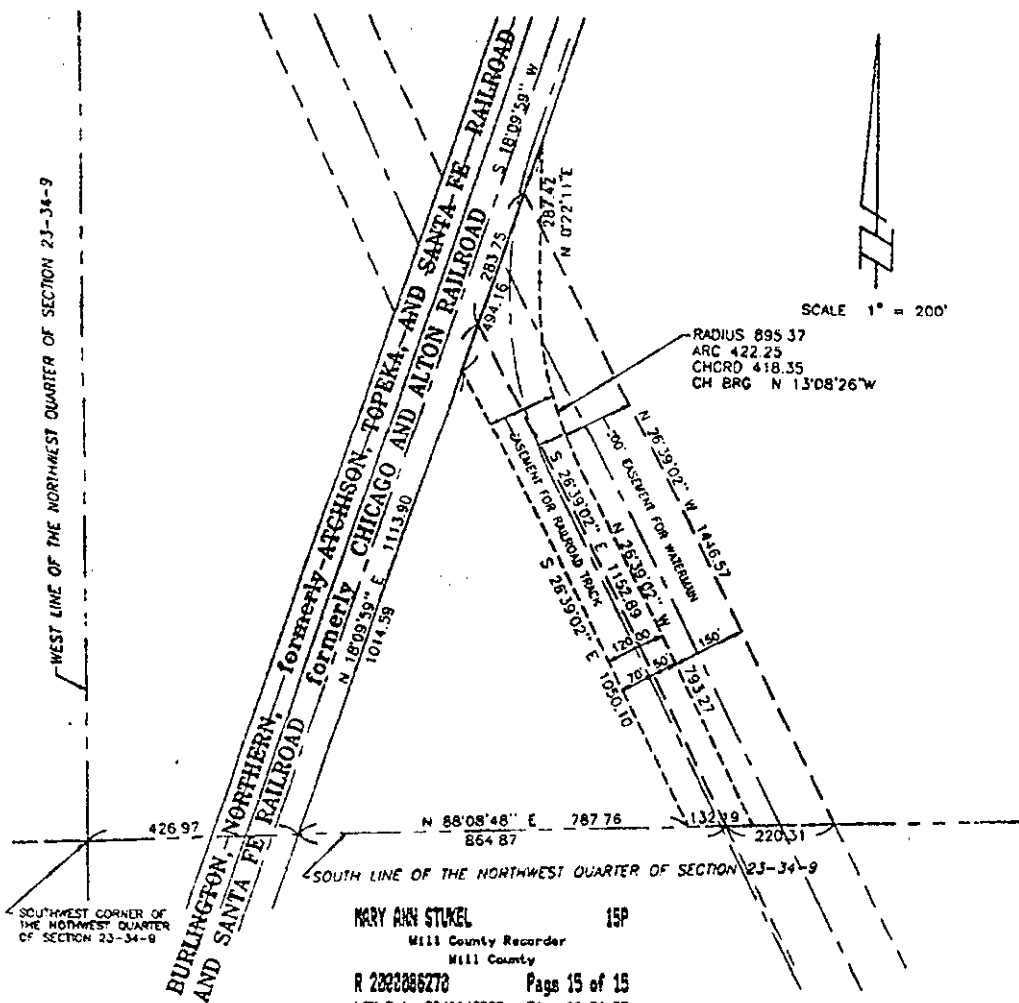 WEST LINE OF THE NORTHWEST QUARTER OF SECTION 23-34-9
BURLINGTON, NORTHERN, formerly ATCHISON, TOPEKA, AND SANTA FE RAILROAD
AND SANTA FE RAILROAD formerly CHICAGO AND ALTON RAILROAD
S 18°09'59" W
283.75
494.16
N 18°09'59" E 1113.90
1014.59
287.42
N 0°22'11" E
SCALE 1" = 200'
RADIUS 895.37
ARC 422.25
CHORD 418.35
CH BRG N 13°08'26"W
EASEMENT FOR RAILROAD TRACK
S 26°39'02" E 1152.89
N 26°39'02" W
793.27
EASEMENT FOR WATERMAIN
N 26°39'02" W 1446.57
S 26°39'02" E 1050.10
120.00
70' 50' 150'
426.97
N 88°08'48" E 787.76
864.87
132.19
220.31
SOUTH LINE OF THE NORTHWEST QUARTER OF SECTION 23-34-9
SOUTHWEST CORNER OF
THE NOTHWEST QUARTER
OF SECTION 23-34-9
MARY ANN STUKEL 15P
Will County Recorder
Will County
Page 15 of 15